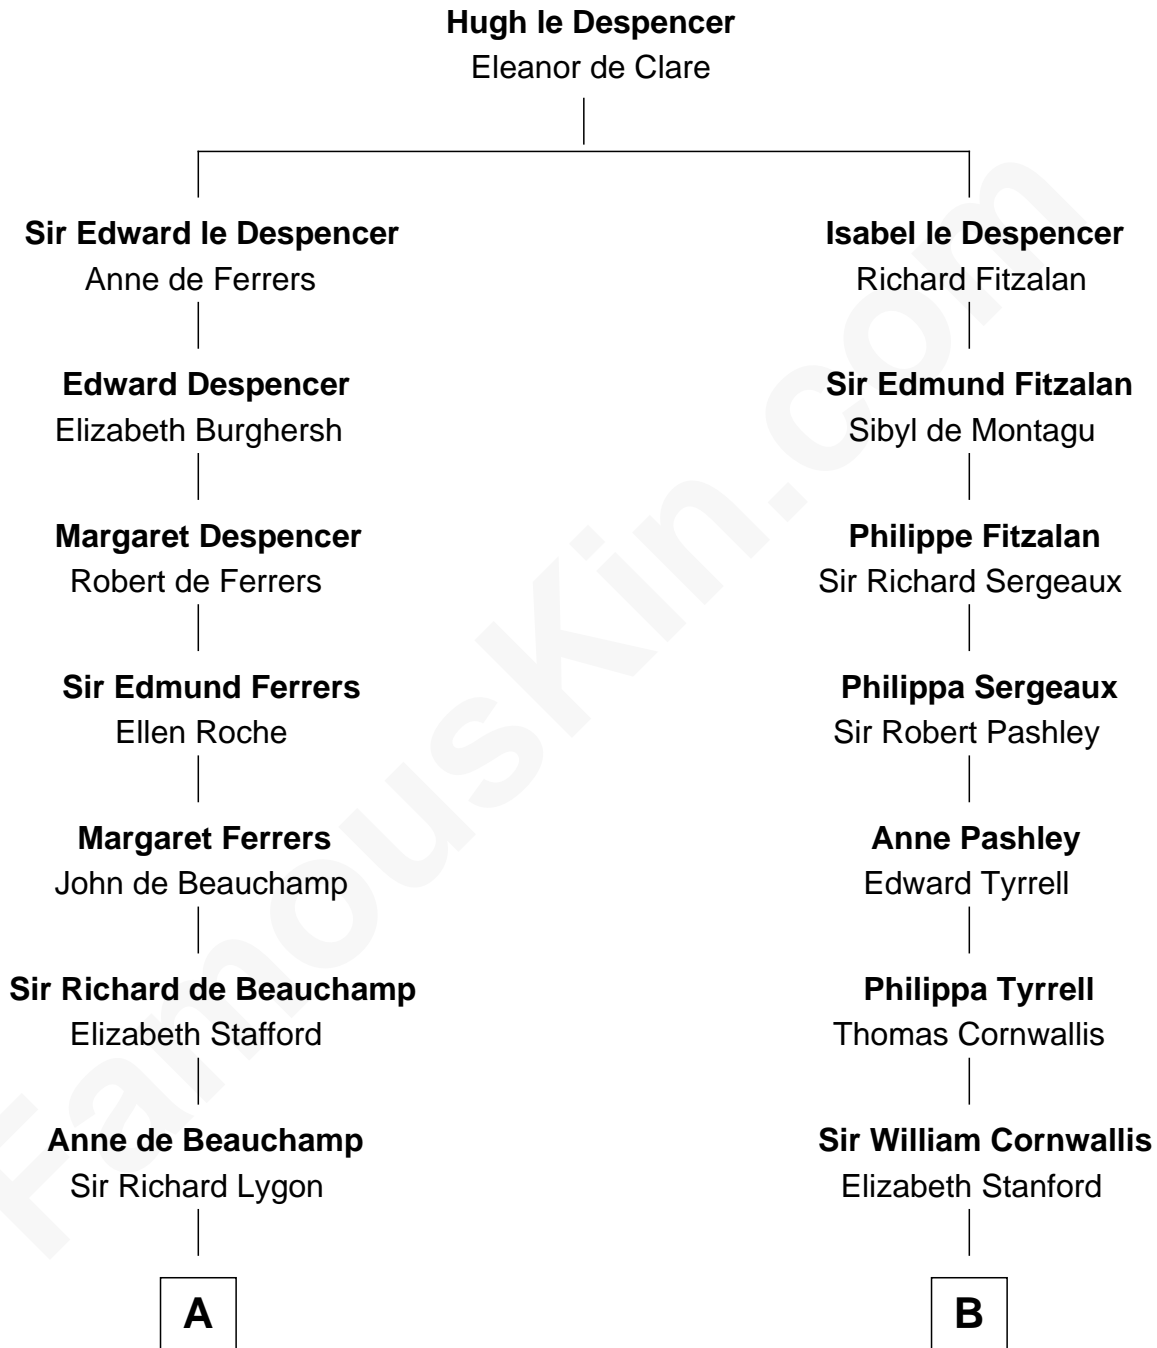 Hugh le Despencer
Eleanor de Clare
Sir Edward le Despencer
Anne de Ferrers
Isabel le Despencer
Richard Fitzalan
Edward Despencer
Elizabeth Burghersh
Sir Edmund Fitzalan
Sibyl de Montagu
Margaret Despencer
Robert de Ferrers
Philippe Fitzalan
Sir Richard Sergeaux
Sir Edmund Ferrers
Ellen Roche
Philippa Sergeaux
Sir Robert Pashley
Margaret Ferrers
John de Beauchamp
Anne Pashley
Edward Tyrrell
Sir Richard de Beauchamp
Elizabeth Stafford
Philippa Tyrrell
Thomas Cornwallis
Anne de Beauchamp
Sir Richard Lygon
Sir William Cornwallis
Elizabeth Stanford
A
B
FamousKin.com